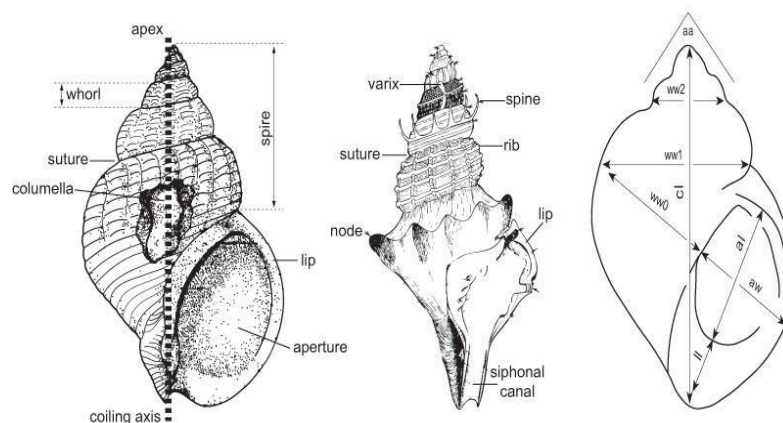 apex
whorl
spire
suture
columella
lip
aperture
coiling axis
varix
spine
suture
rib
node
lip
siphonal
canal
aa
ww2
ww1
cl
ww0
al
aw
ll